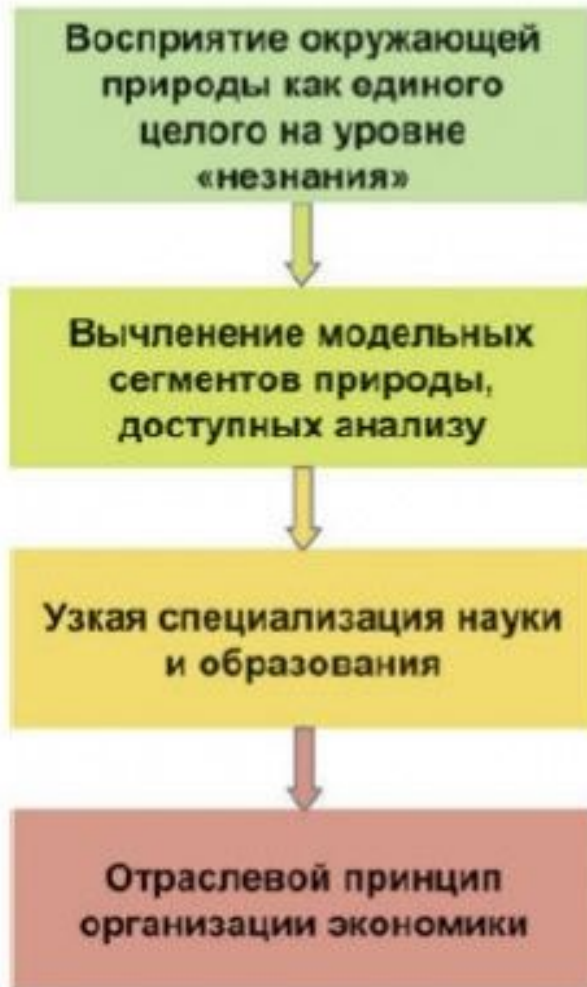 Восприятие окружающей
природы как единого
целого на уровне
«незнания»
Вычленение модельных
сегментов природы,
доступных анализу
Узкая специализация науки
и образования
Отраслевой принцип
организации экономики